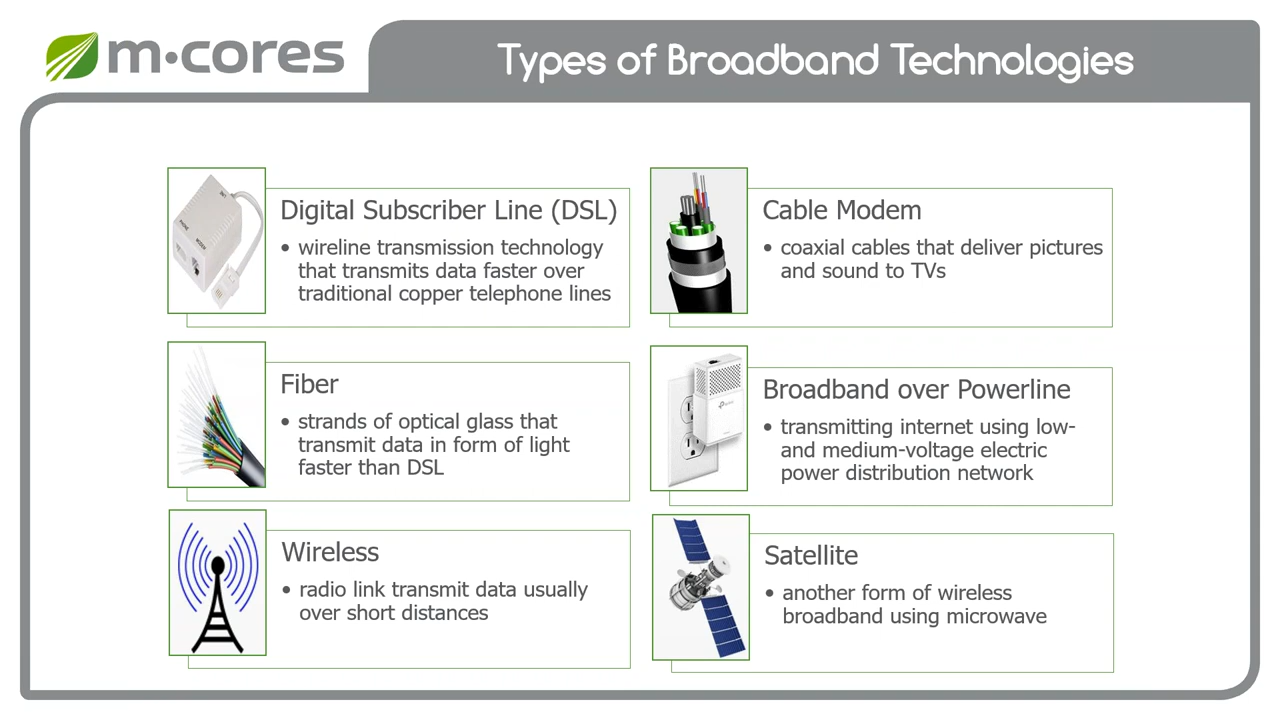 m·cores
Types of Broadband Technologies
Digital Subscriber Line (DSL)
• wireline transmission technology
that transmits data faster over
traditional copper telephone lines
Cable Modem
• coaxial cables that deliver pictures
and sound to TVs
Fiber
• strands of optical glass that
transmit data in form of light
faster than DSL
Broadband over Powerline
• transmitting internet using low-
and medium-voltage electric
power distribution network
Wireless
• radio link transmit data usually
over short distances
Satellite
• another form of wireless
broadband using microwave